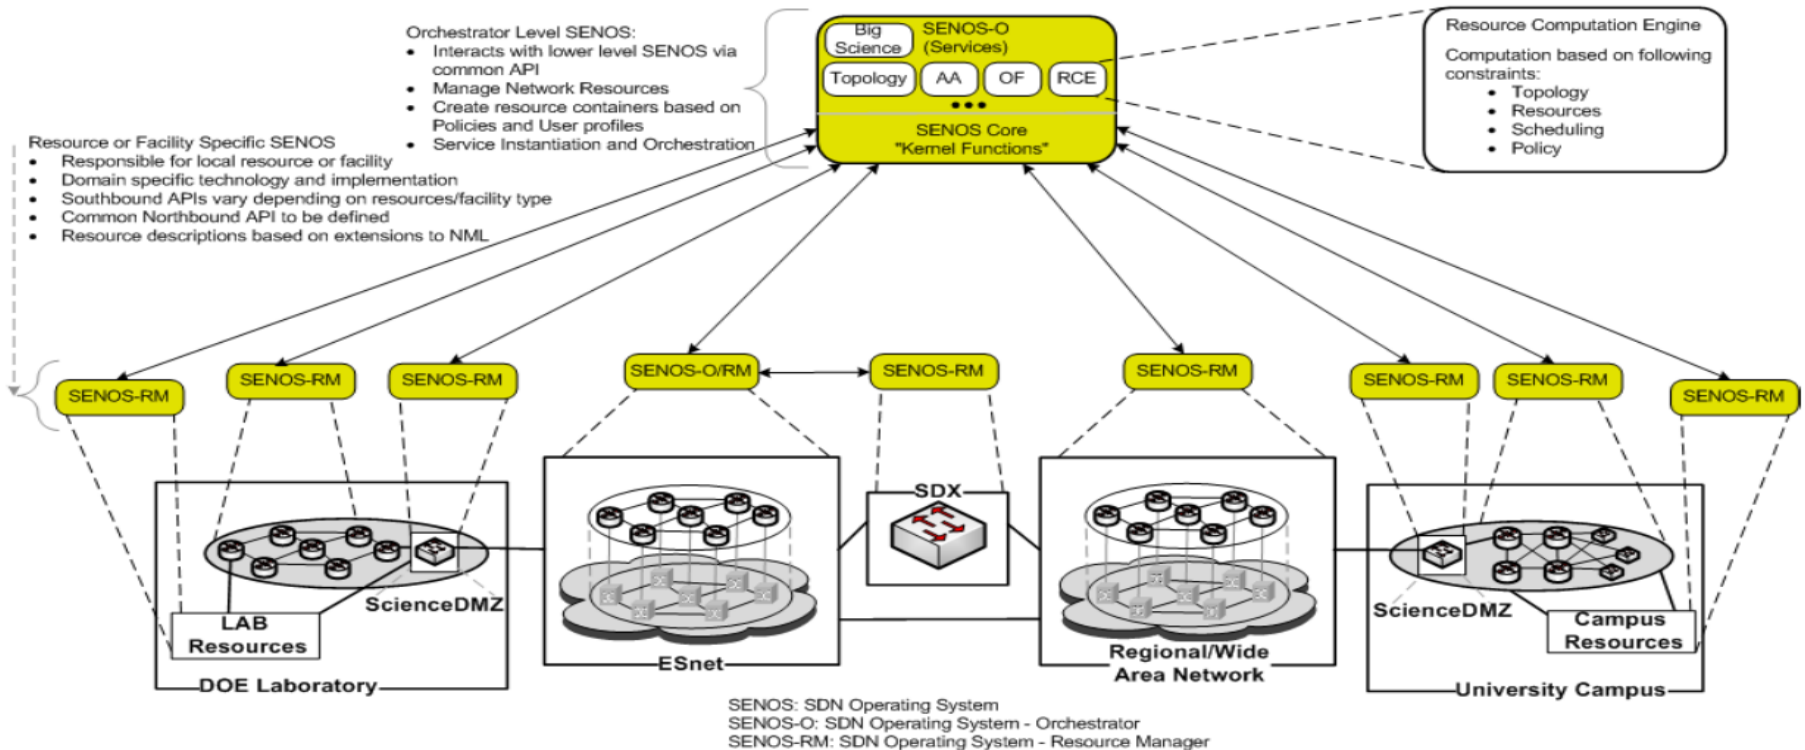 Orchestrator Level SENOS:
• Interacts with lower level SENOS via
common API
• Manage Network Resources
• Create resource containers based on
Policies and User profiles
• Service Instantiation and Orchestration
Big
Science
SENOS-O
(Services)
Topology
AA
OF
RCE
•••
SENOS Core
"Kernel Functions"
Resource Computation Engine
Computation based on following
constraints:
• Topology
• Resources
• Scheduling
• Policy
Resource or Facility Specific SENOS
• Responsible for local resource or facility
• Domain specific technology and implementation
• Southbound APIs vary depending on resources/facility type
• Common Northbound API to be defined
• Resource descriptions based on extensions to NML
SENOS-RM
SENOS-RM
SENOS-RM
SENOS-O/RM
SENOS-RM
SENOS-RM
SENOS-RM
SENOS-RM
SENOS-RM
ScienceDMZ
LAB
Resources
DOE Laboratory
ESnet
SDX
Regional/Wide
Area Network
ScienceDMZ
Campus
Resources
University Campus
SENOS: SDN Operating System
SENOS-O: SDN Operating System - Orchestrator
SENOS-RM: SDN Operating System - Resource Manager